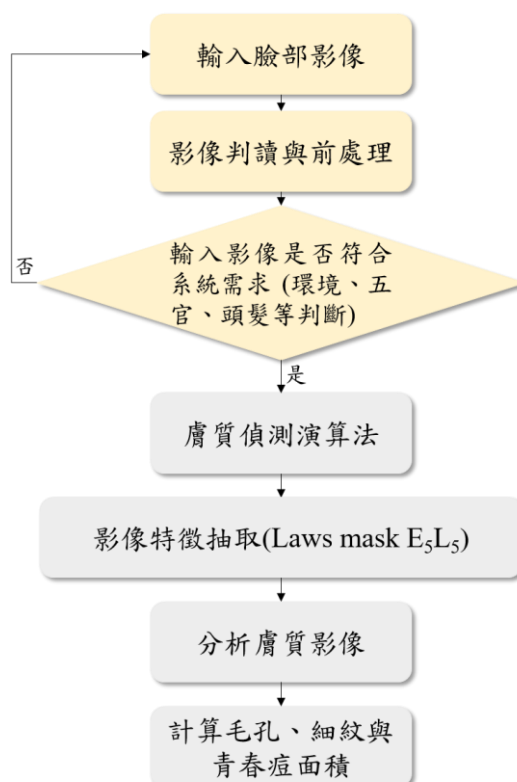 輸入臉部影像
影像判讀與前處理
輸入影像是否符合
系統需求 (環境、五
官、頭髮等判斷)
否
是
膚質偵測演算法
影像特徵抽取(Laws mask E₅L₅)
分析膚質影像
計算毛孔、細紋與
青春痘面積